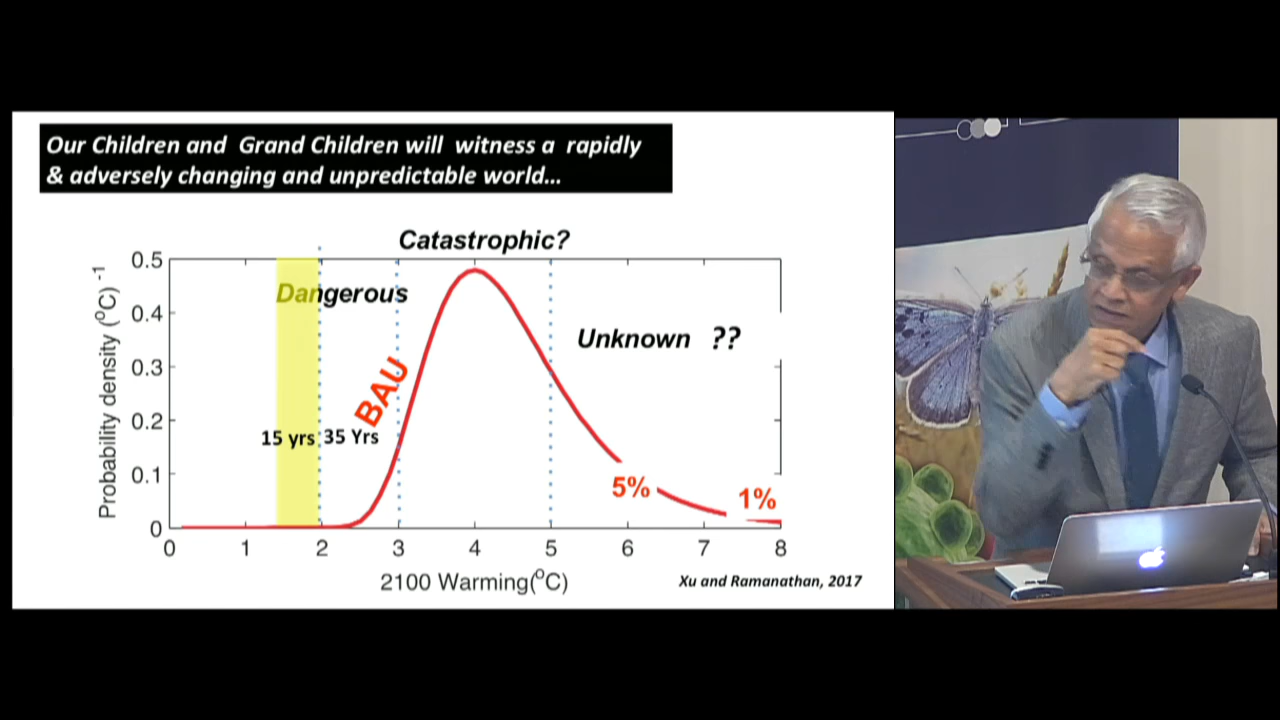 Our Children and Grand Children will witness a rapidly
& adversely changing and unpredictable world...
Catastrophic?
Dangerous
Unknown ??
BAU
15 yrs 35 Yrs
5%
1%
Probability density (°C)⁻¹
0.5
0.4
0.3
0.2
0.1
0
0 1 2 3 4 5 6 7 8
2100 Warming(°C)
Xu and Ramanathan, 2017